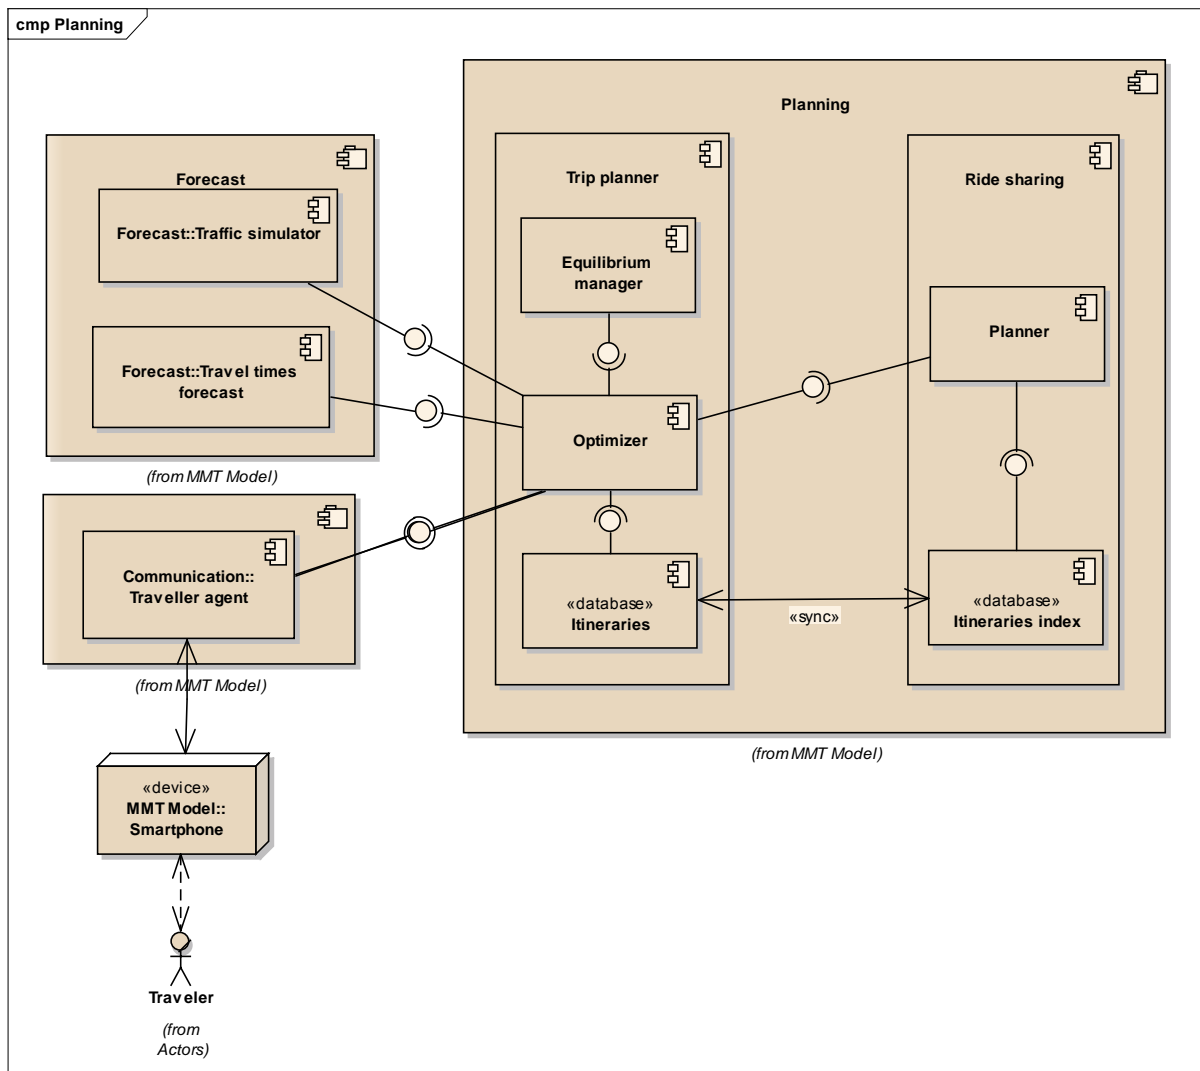 cmp Planning
Planning
Forecast
Trip planner
Ride sharing
Forecast::Traffic simulator
Equilibrium
manager
Planner
Forecast::Travel times
forecast
Optimizer
(from MMT Model)
Communication::
Traveller agent
«database»
Itineraries
«sync»
«database»
Itineraries index
(from MMT Model)
(from MMT Model)
«device»
MMT Model::
Smartphone
Traveler
(from
Actors)